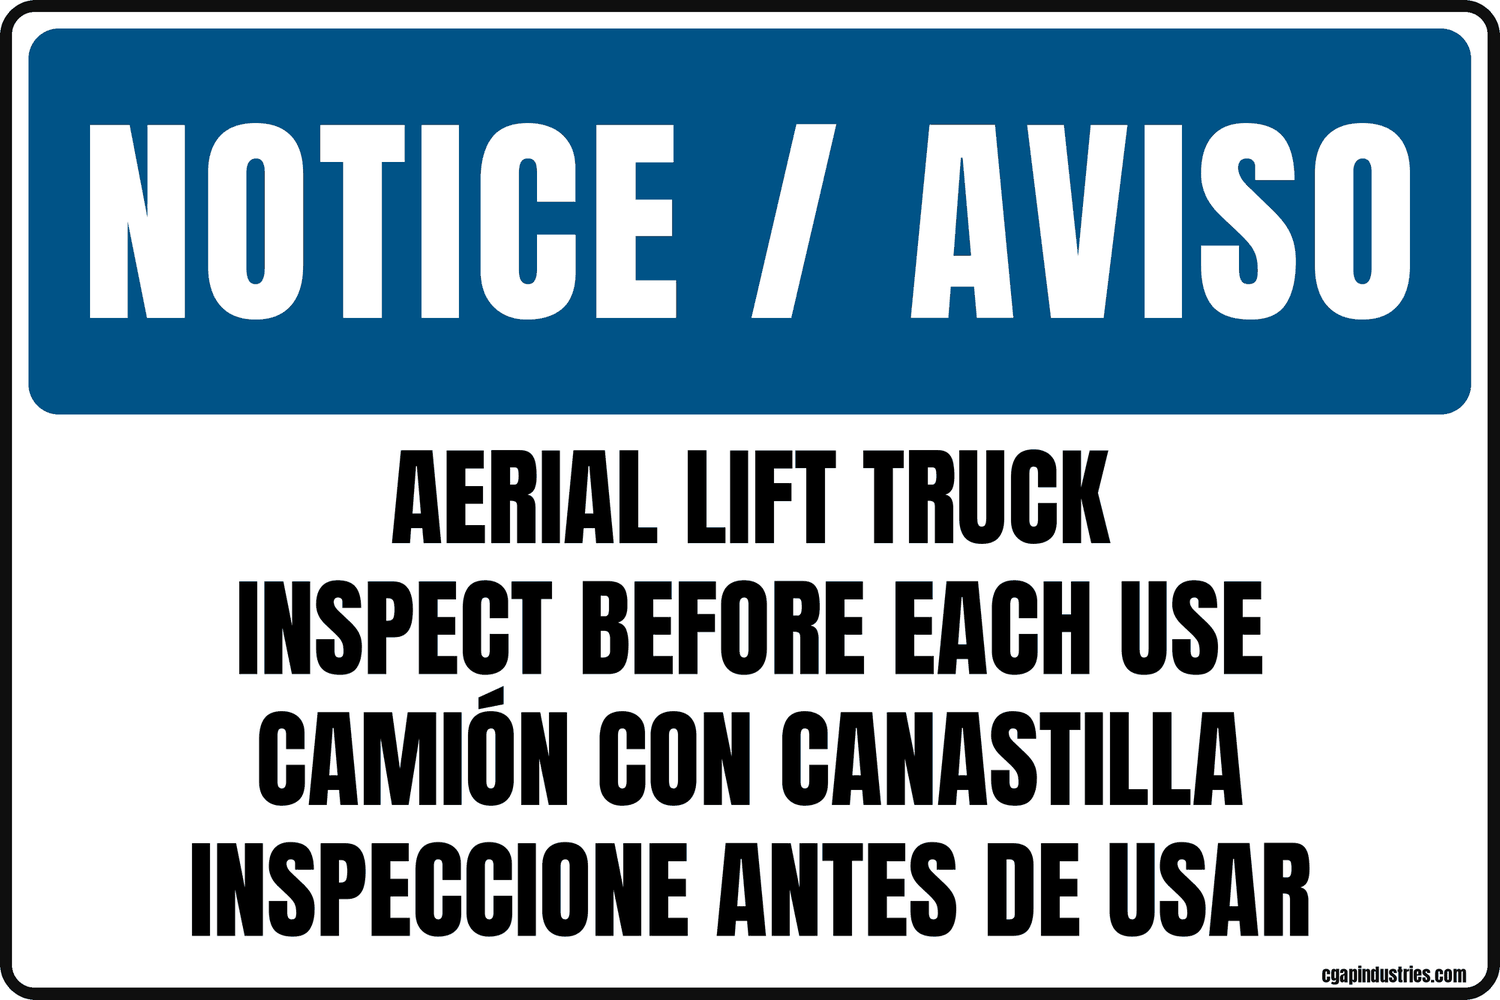 NOTICE / AVISO
AERIAL LIFT TRUCK
INSPECT BEFORE EACH USE
CAMIÓN CON CANASTILLA
INSPECCIONE ANTES DE USAR
cgapindustries.com